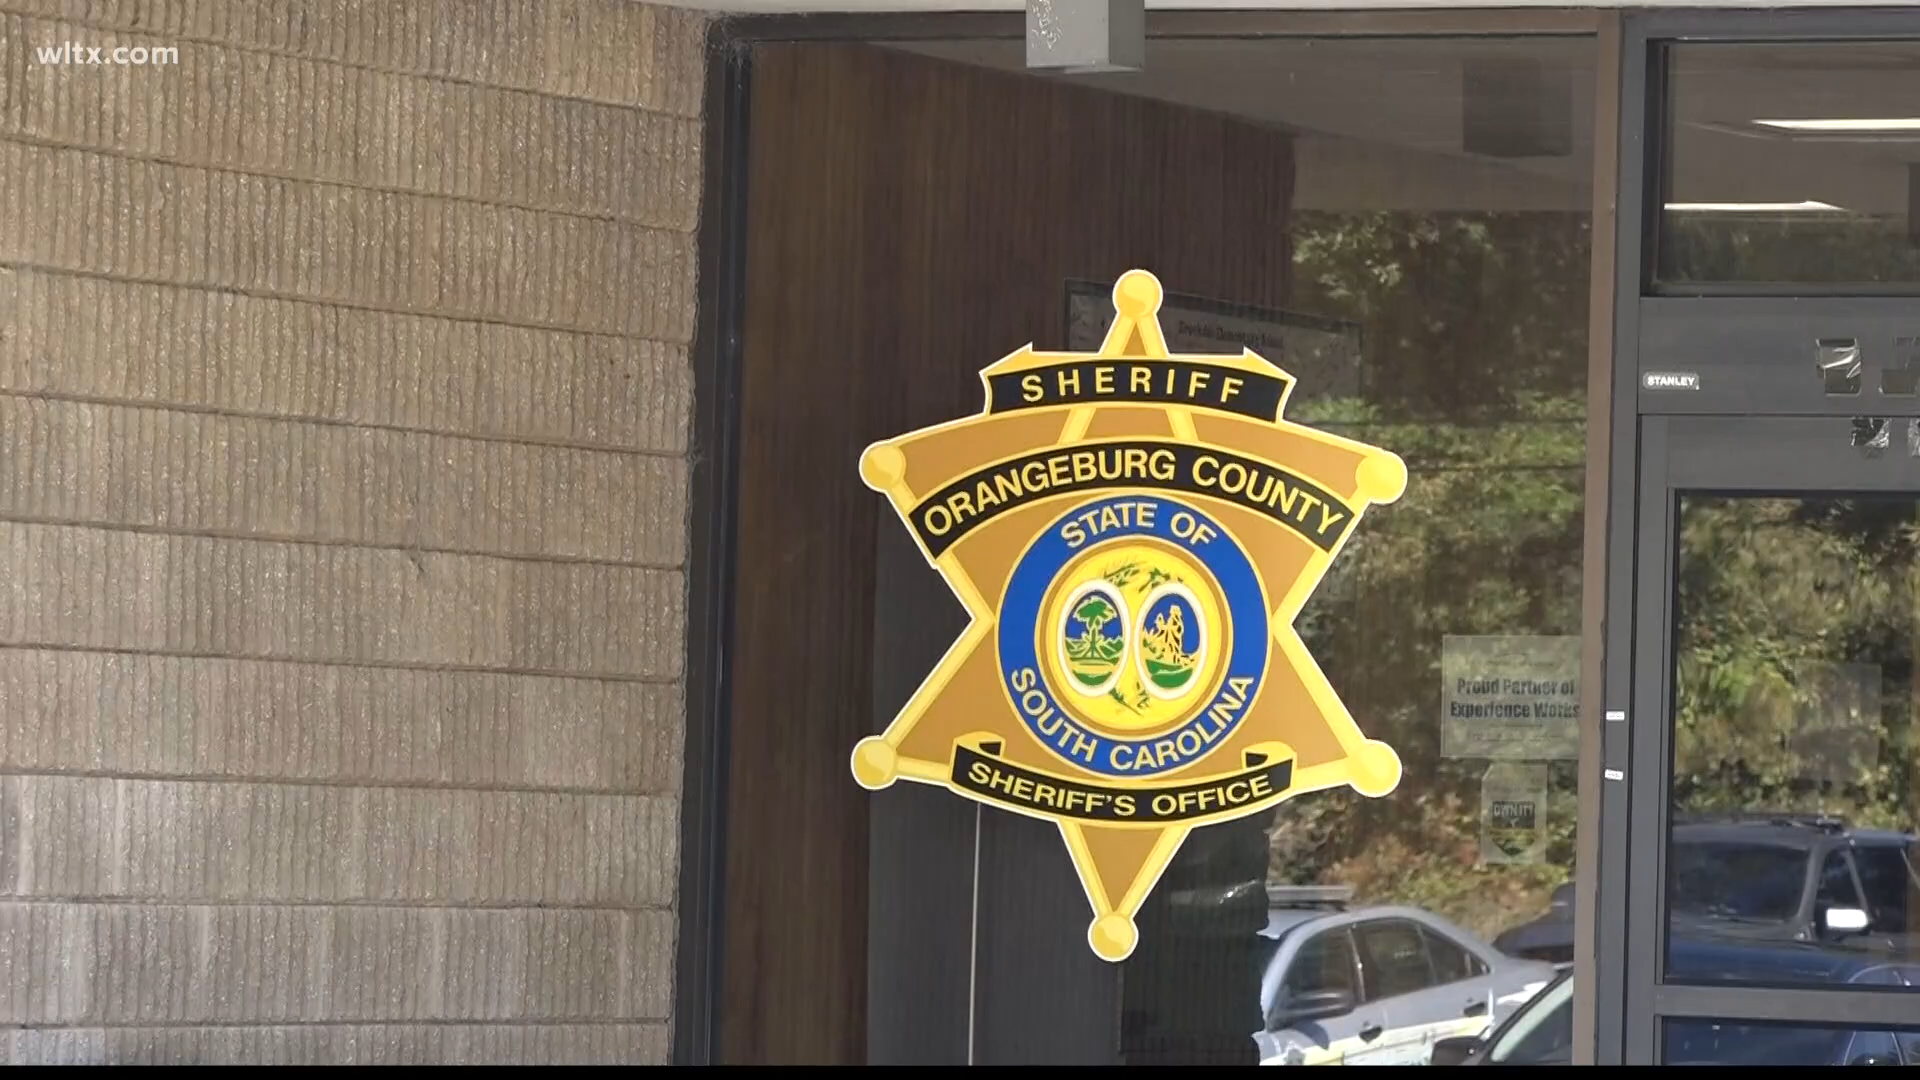 wltx.com
SHERIFF
ORANGEBURG COUNTY
STATE OF
SOUTH CAROLINA
SHERIFF'S OFFICE
STANLEY
Proud Partner of
Experience Works